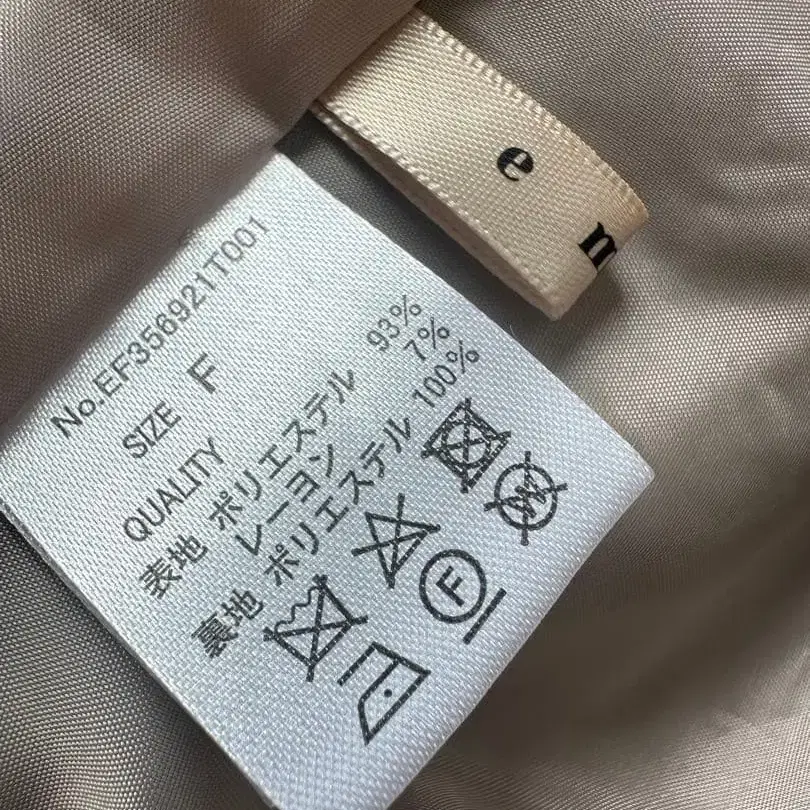 e
m
No.EF356921T001
SIZE F
QUALITY
表地 ポリエステル 93%
レーヨン 7%
裏地 ポリエステル 100%
W
F